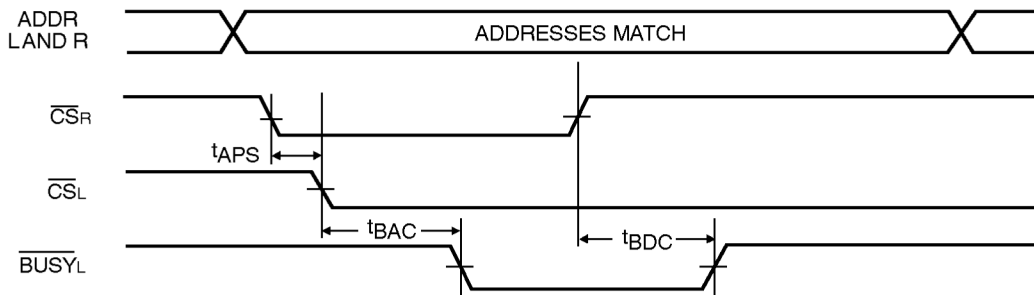 ADDR
LAND R
ADDRESSES MATCH
CSR
tAPS
CSL
tBAC
tBDC
BUSYL